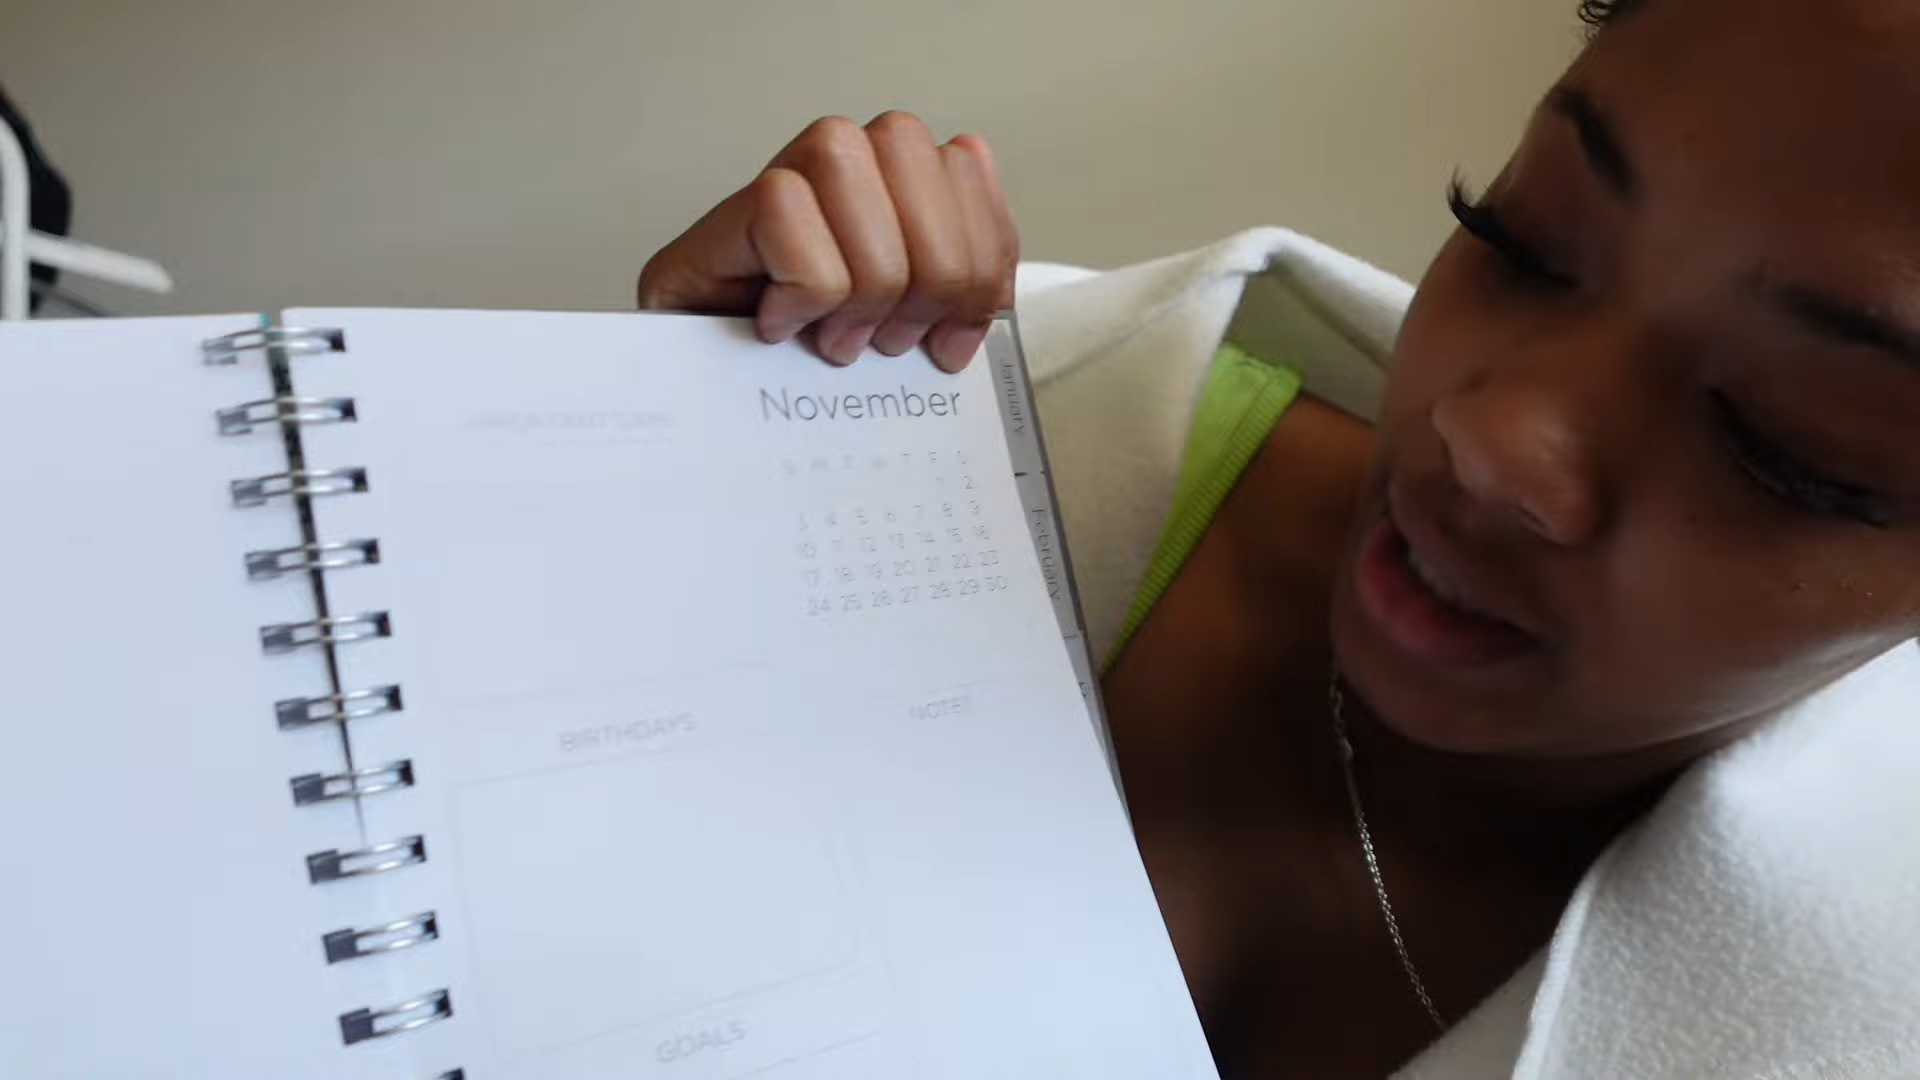 November
S M T W T F S
1 2
3 4 5 6 7 8 9
10 11 12 13 14 15 16
17 18 19 20 21 22 23
24 25 26 27 28 29 30
NOTES
BIRTHDAYS
GOALS
January
February